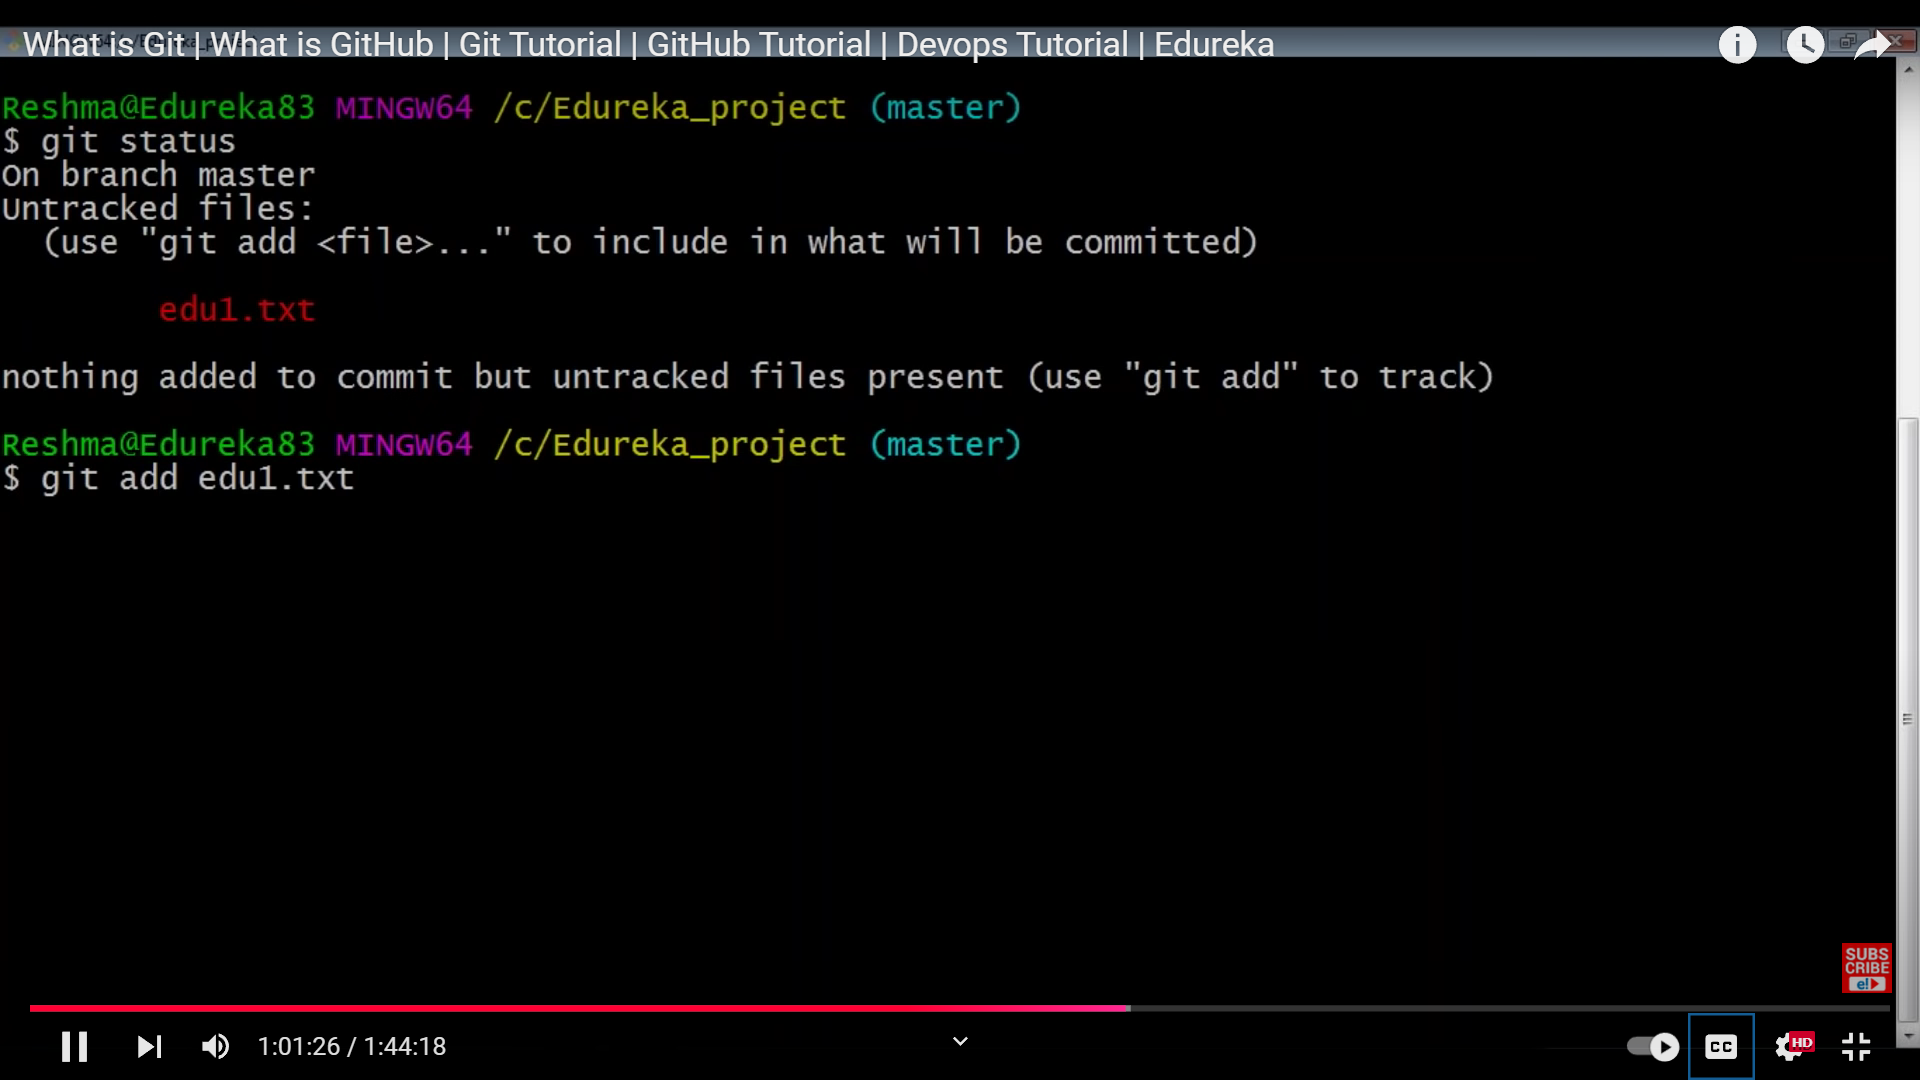 What is Git | What is GitHub | Git Tutorial | GitHub Tutorial | Devops Tutorial | Edureka
Reshma@Edureka83 MINGW64 /c/Edureka_project (master)
$ git status
On branch master
Untracked files:
  (use "git add <file>..." to include in what will be committed)
        edu1.txt
nothing added to commit but untracked files present (use "git add" to track)
Reshma@Edureka83 MINGW64 /c/Edureka_project (master)
$ git add edu1.txt
SUBS
CRIBE
e!
1:01:26 / 1:44:18
CC
HD